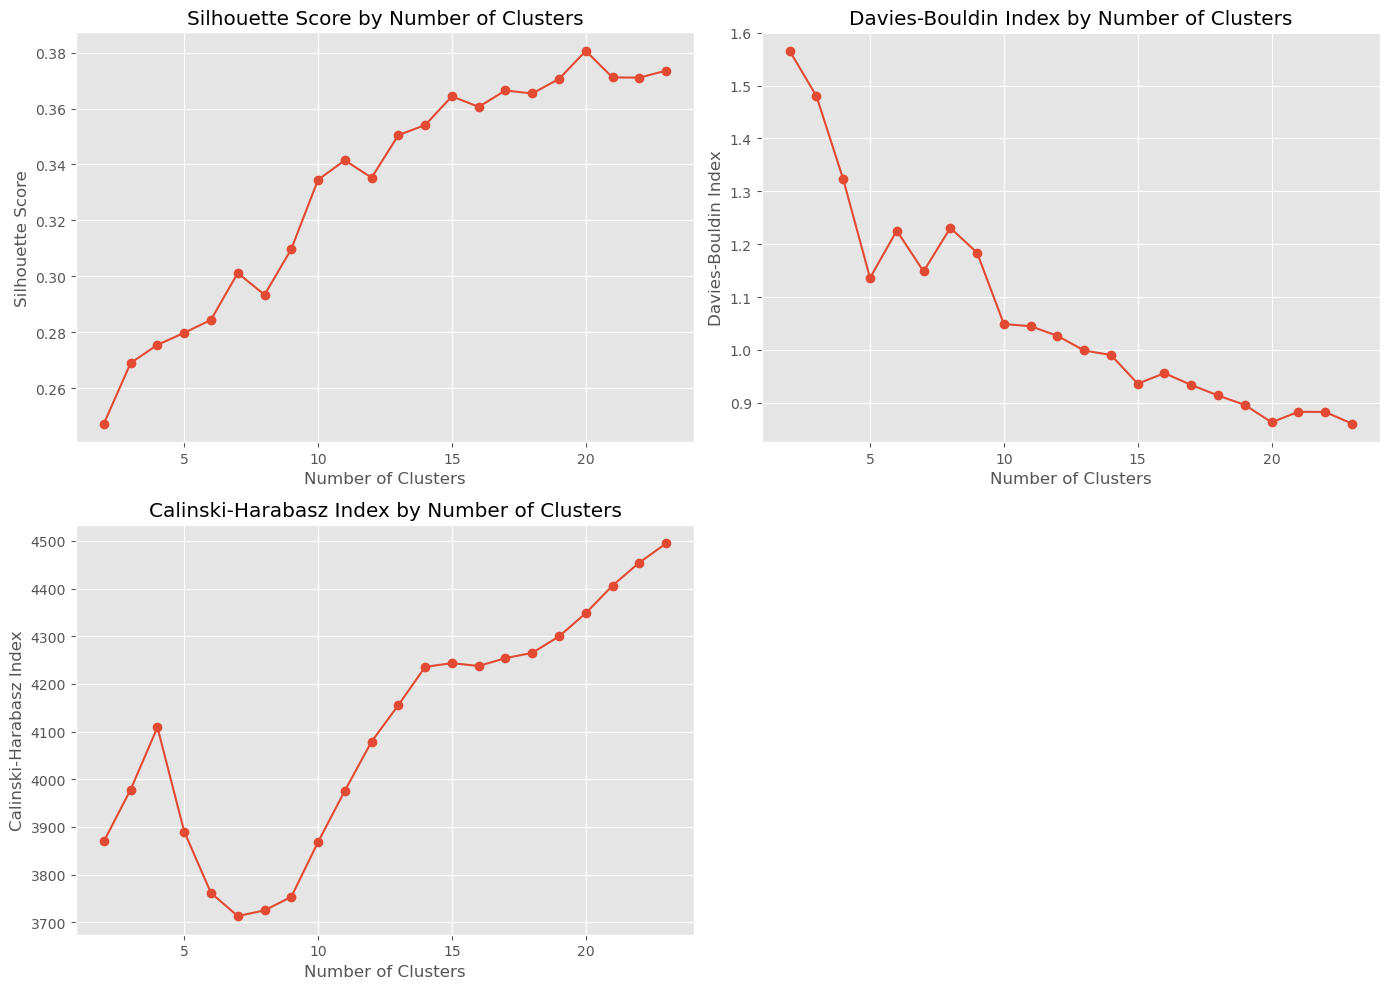 Silhouette Score by Number of Clusters
Silhouette Score
0.38
0.36
0.34
0.32
0.30
0.28
0.26
5 10 15 20
Number of Clusters
Davies-Bouldin Index by Number of Clusters
Davies-Bouldin Index
1.6
1.5
1.4
1.3
1.2
1.1
1.0
0.9
5 10 15 20
Number of Clusters
Calinski-Harabasz Index by Number of Clusters
Calinski-Harabasz Index
4500
4400
4300
4200
4100
4000
3900
3800
3700
5 10 15 20
Number of Clusters